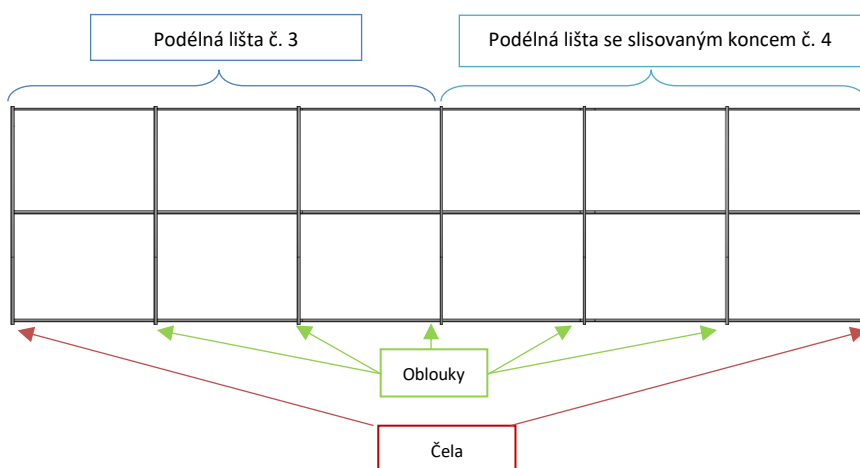 Podélná lišta č. 3
Podélná lišta se slisovaným koncem č. 4
Oblouky
Čela